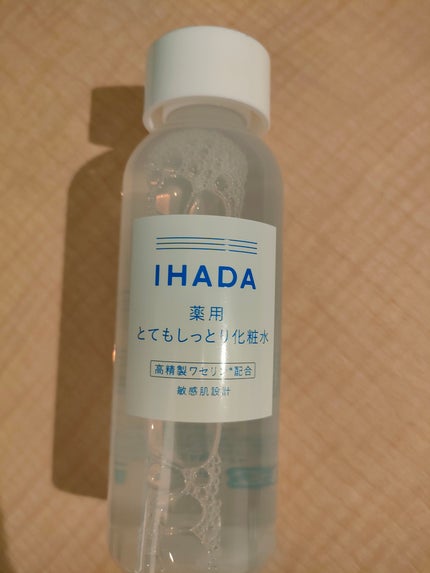 IHADA
薬用
とてもしっとり化粧水
高精製ワセリン*配合
敏感肌設計